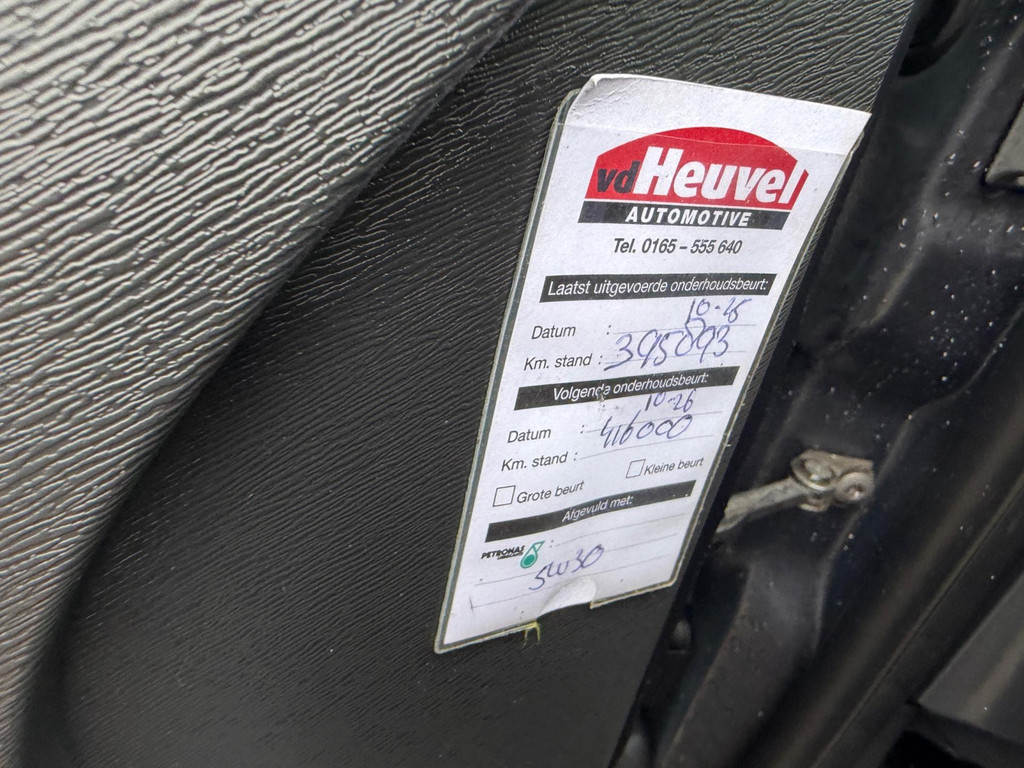 vdHeuvel
AUTOMOTIVE
Tel. 0165 - 555 640
Laatst uitgevoerde onderhoudsbeurt:
Datum : 10-25
Km. stand : 395093
Volgende onderhoudsbeurt:
Datum : 10-26
Km. stand : 416000
Grote beurt Kleine beurt
Afgevuld met:
PETRONAS :
5W30